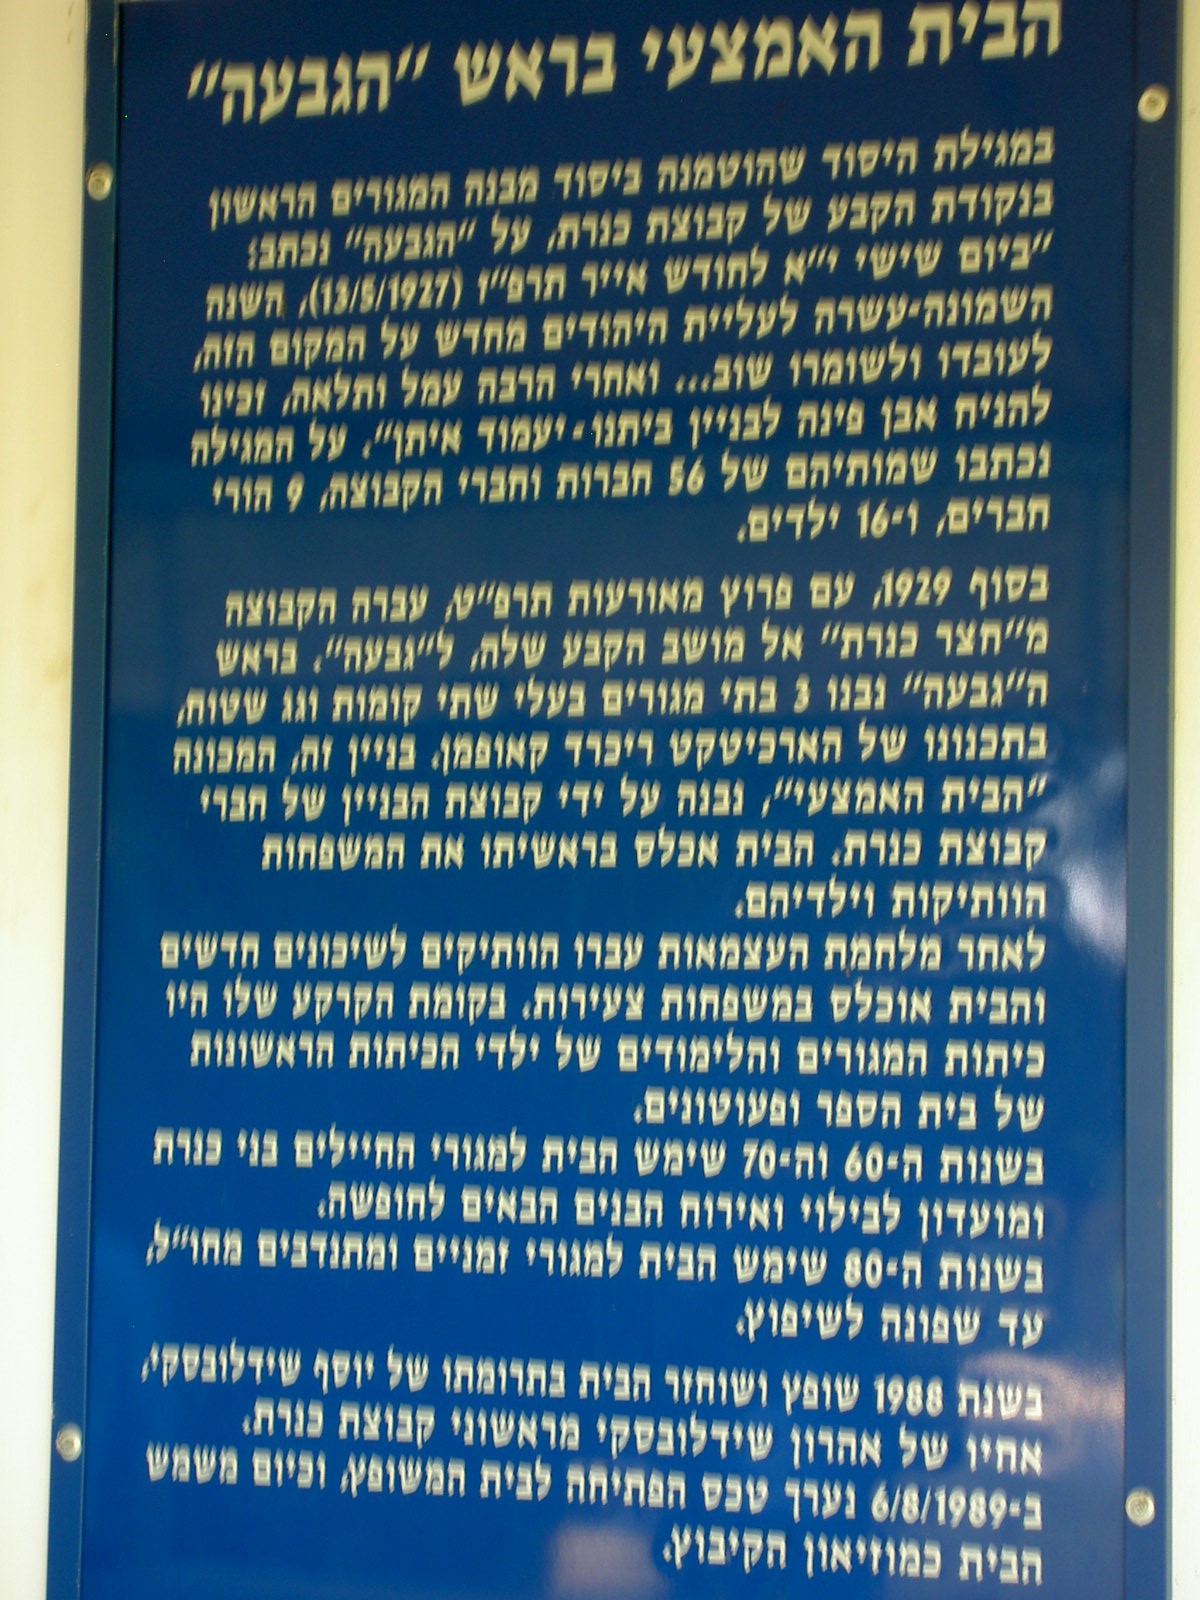 הבית האמצעי בראש "הגבעה"
במגילת היסוד שהוטמנה ביסוד מבנה המגורים הראשון
בנקודת הקבע של קבוצת כנרת, על "הגבעה" נכתב:
"ביום שישי י"א לחודש אייר תרפ"ז (13/5/1927), השנה
השמונה-עשרה לעליית היהודים מחדש על המקום הזה,
לעובדו ולשומרו שוב... ואחרי הרבה עמל ותלאה, זכינו
להניח אבן פינה לבניין ביתנו - יעמוד איתן". על המגילה
נכתבו שמותיהם של 56 חברות וחברי הקבוצה, 9 הורי
חברים, ו-16 ילדים.
בסוף 1929, עם פרוץ מאורעות תרפ"ט, עברה הקבוצה
מ"חצר כנרת" אל מושב הקבע שלה, ל"גבעה". בראש
ה"גבעה" נבנו 3 בתי מגורים בעלי שתי קומות וגג שטוח,
בתכנונו של הארכיטקט ריכרד קאופמן. בניין זה, המכונה
"הבית האמצעי", נבנה על ידי קבוצת הבניין של חברי
קבוצת כנרת. הבית אכלס בראשיתו את המשפחות
הוותיקות וילדיהם.
לאחר מלחמת העצמאות עברו הוותיקים לשיכונים חדשים
והבית אוכלס במשפחות צעירות. בקומת הקרקע שלו היו
כיתות המגורים והלימודים של ילדי הכיתות הראשונות
של בית הספר ופעוטונים.
בשנות ה-60 וה-70 שימש הבית למגורי החיילים בני כנרת
ומועדון לבילוי ואירוח הבנים הבאים לחופשה.
בשנות ה-80 שימש הבית למגורי זמניים ומתנדבים מחו"ל,
עד שפונה לשיפוץ.
בשנת 1988 שופץ ושוחזר הבית בתרומתו של יוסף שידלובסקי,
אחיו של אהרון שידלובסקי מראשוני קבוצת כנרת.
ב-6/8/1989 נערך טכס הפתיחה לבית המשופץ, וכיום משמש
הבית כמוזיאון הקיבוץ.